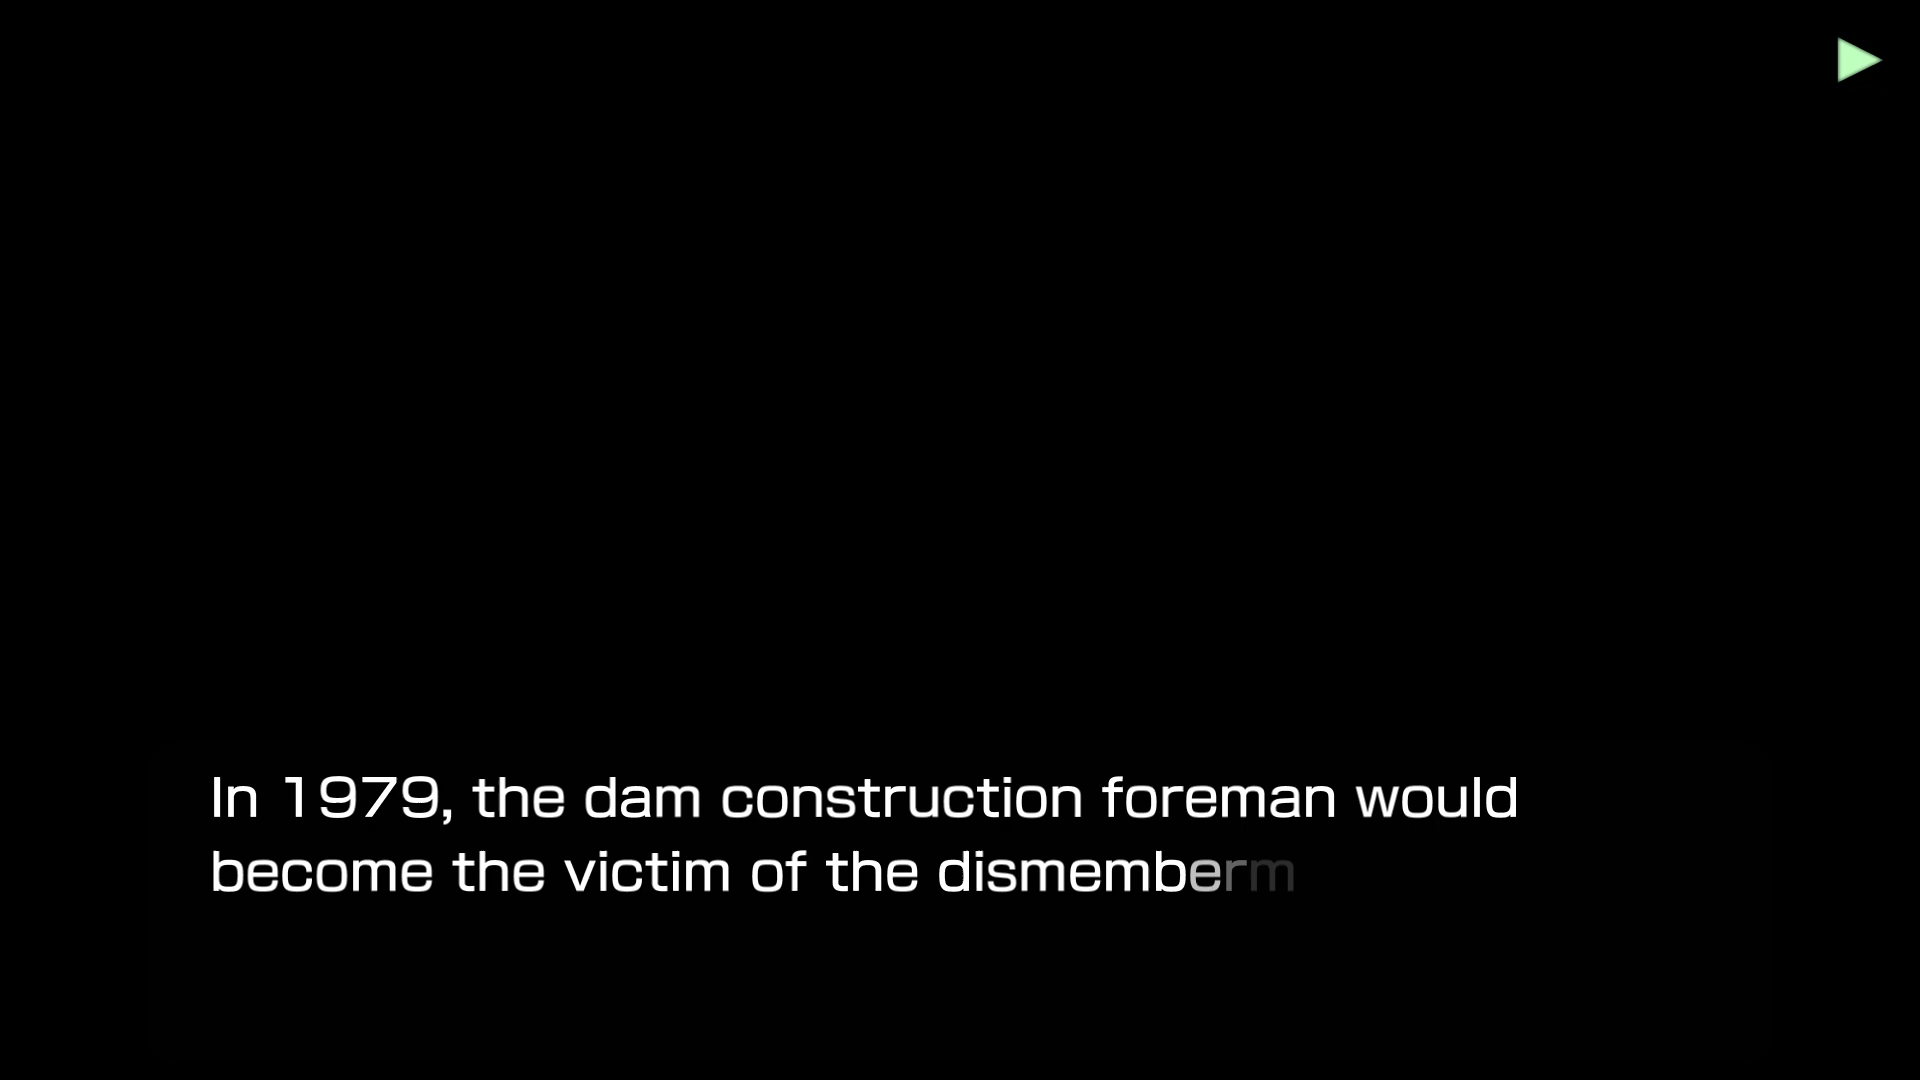 In 1979, the dam construction foreman would
become the victim of the dismemberm